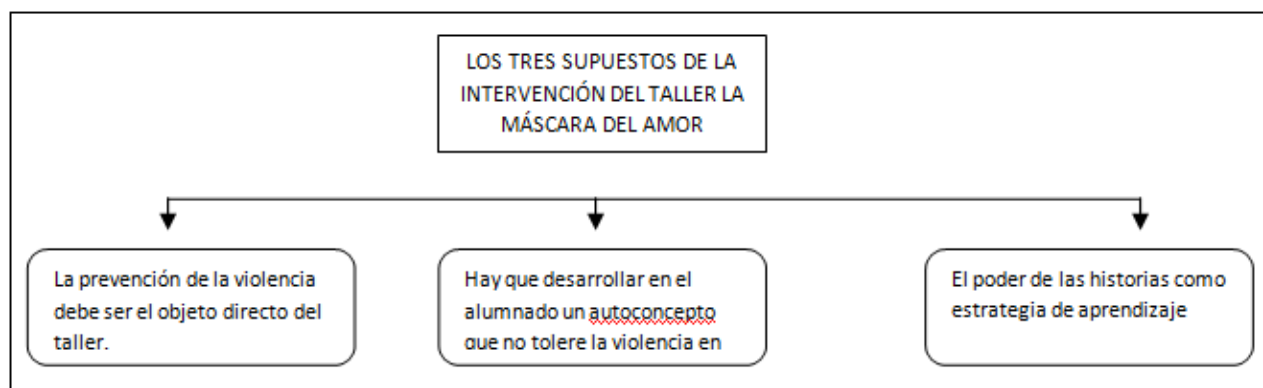 LOS TRES SUPUESTOS DE LA
INTERVENCIÓN DEL TALLER LA
MÁSCARA DEL AMOR
La prevención de la violencia
debe ser el objeto directo del
taller.
Hay que desarrollar en el
alumnado un autoconcepto
que no tolere la violencia en
El poder de las historias como
estrategia de aprendizaje